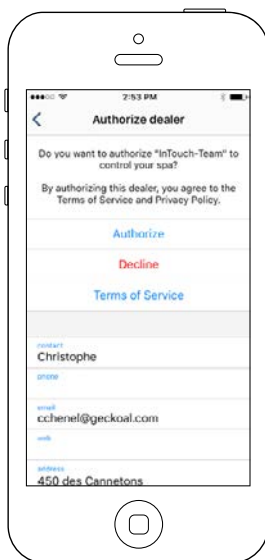 2:53 PM
Authorize dealer
Do you want to authorize "InTouch-Team" to
control your spa?
By authorizing this dealer, you agree to the
Terms of Service and Privacy Policy.
Authorize
Decline
Terms of Service
contact
Christophe
phone
email
cchenel@geckoal.com
web
address
450 des Cannetons